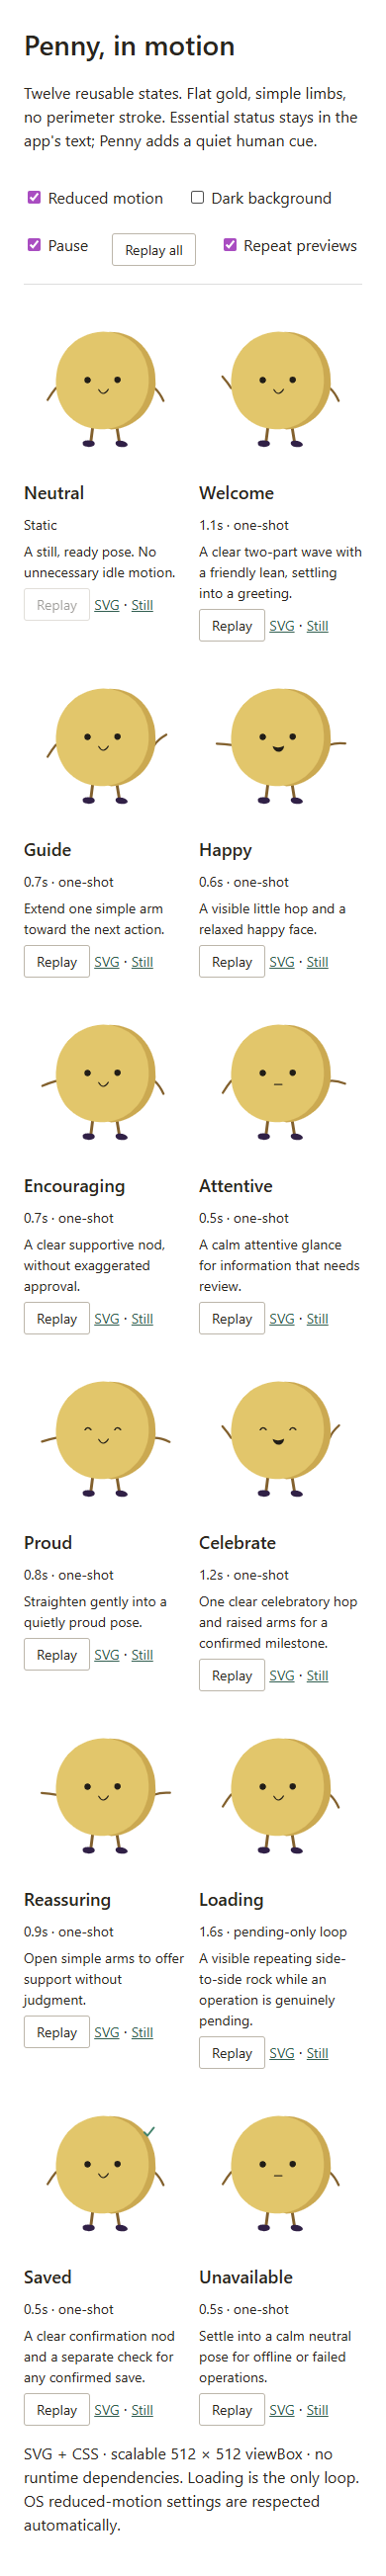 Penny, in motion
Twelve reusable states. Flat gold, simple limbs,
no perimeter stroke. Essential status stays in the
app's text; Penny adds a quiet human cue.
Reduced motion
Dark background
Pause
Replay all
Repeat previews
Neutral
Static
A still, ready pose. No
unnecessary idle motion.
Replay SVG · Still
Welcome
1.1s · one-shot
A clear two-part wave with
a friendly lean, settling
into a greeting.
Replay SVG · Still
Guide
0.7s · one-shot
Extend one simple arm
toward the next action.
Replay SVG · Still
Happy
0.6s · one-shot
A visible little hop and a
relaxed happy face.
Replay SVG · Still
Encouraging
0.7s · one-shot
A clear supportive nod,
without exaggerated
approval.
Replay SVG · Still
Attentive
0.5s · one-shot
A calm attentive glance
for information that needs
review.
Replay SVG · Still
Proud
0.8s · one-shot
Straighten gently into a
quietly proud pose.
Replay SVG · Still
Celebrate
1.2s · one-shot
One clear celebratory hop
and raised arms for a
confirmed milestone.
Replay SVG · Still
Reassuring
0.9s · one-shot
Open simple arms to offer
support without
judgment.
Replay SVG · Still
Loading
1.6s · pending-only loop
A visible repeating side-
to-side rock while an
operation is genuinely
pending.
Replay SVG · Still
Saved
0.5s · one-shot
A clear confirmation nod
and a separate check for
any confirmed save.
Replay SVG · Still
Unavailable
0.5s · one-shot
Settle into a calm neutral
pose for offline or failed
operations.
Replay SVG · Still
SVG + CSS · scalable 512 × 512 viewBox · no
runtime dependencies. Loading is the only loop.
OS reduced-motion settings are respected
automatically.